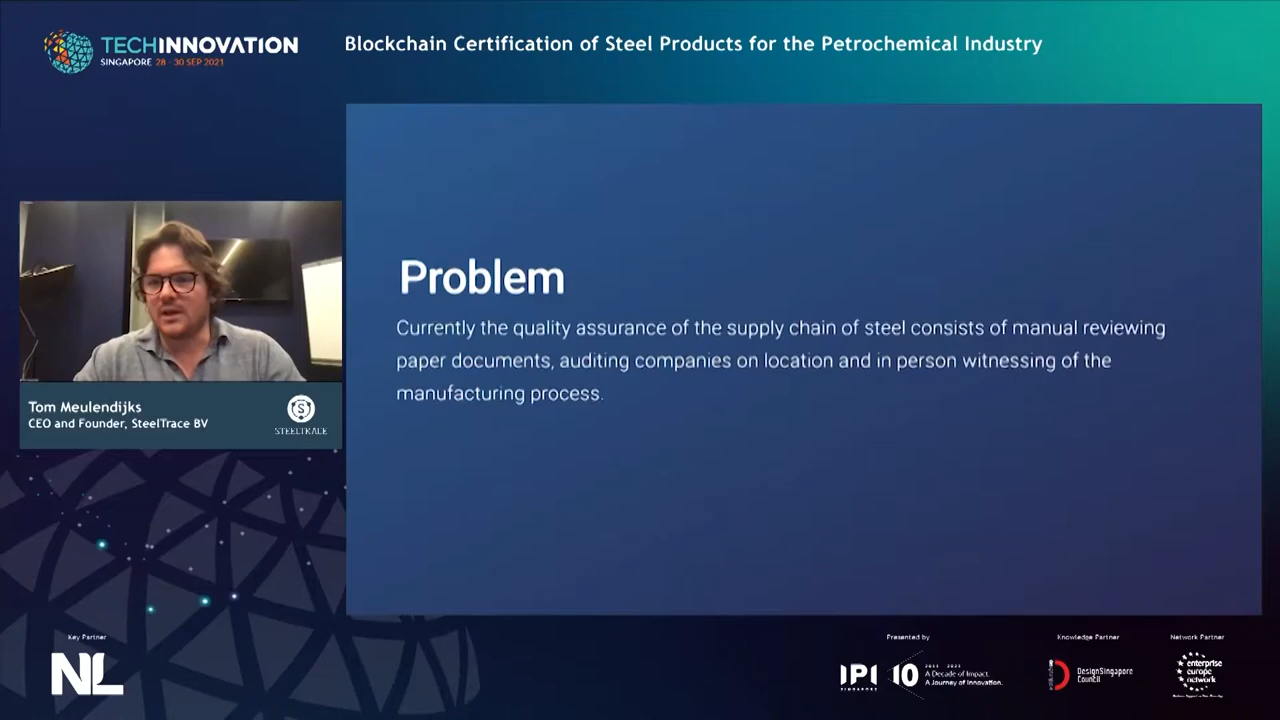 TECHINNOVATION
SINGAPORE 28 - 30 SEP 2021
Blockchain Certification of Steel Products for the Petrochemical Industry
Problem
Currently the quality assurance of the supply chain of steel consists of manual reviewing
paper documents, auditing companies on location and in person witnessing of the
manufacturing process.
Tom Meulendijks
CEO and Founder, SteelTrace BV
S
STEELTRACE
Key Partner
NL
Presented by
IPI
SINGAPORE
10
2011 - 2021
A Decade of Impact.
A Journey of Innovation.
Knowledge Partner
DesignSingapore
Council
Network Partner
enterprise
europe
network